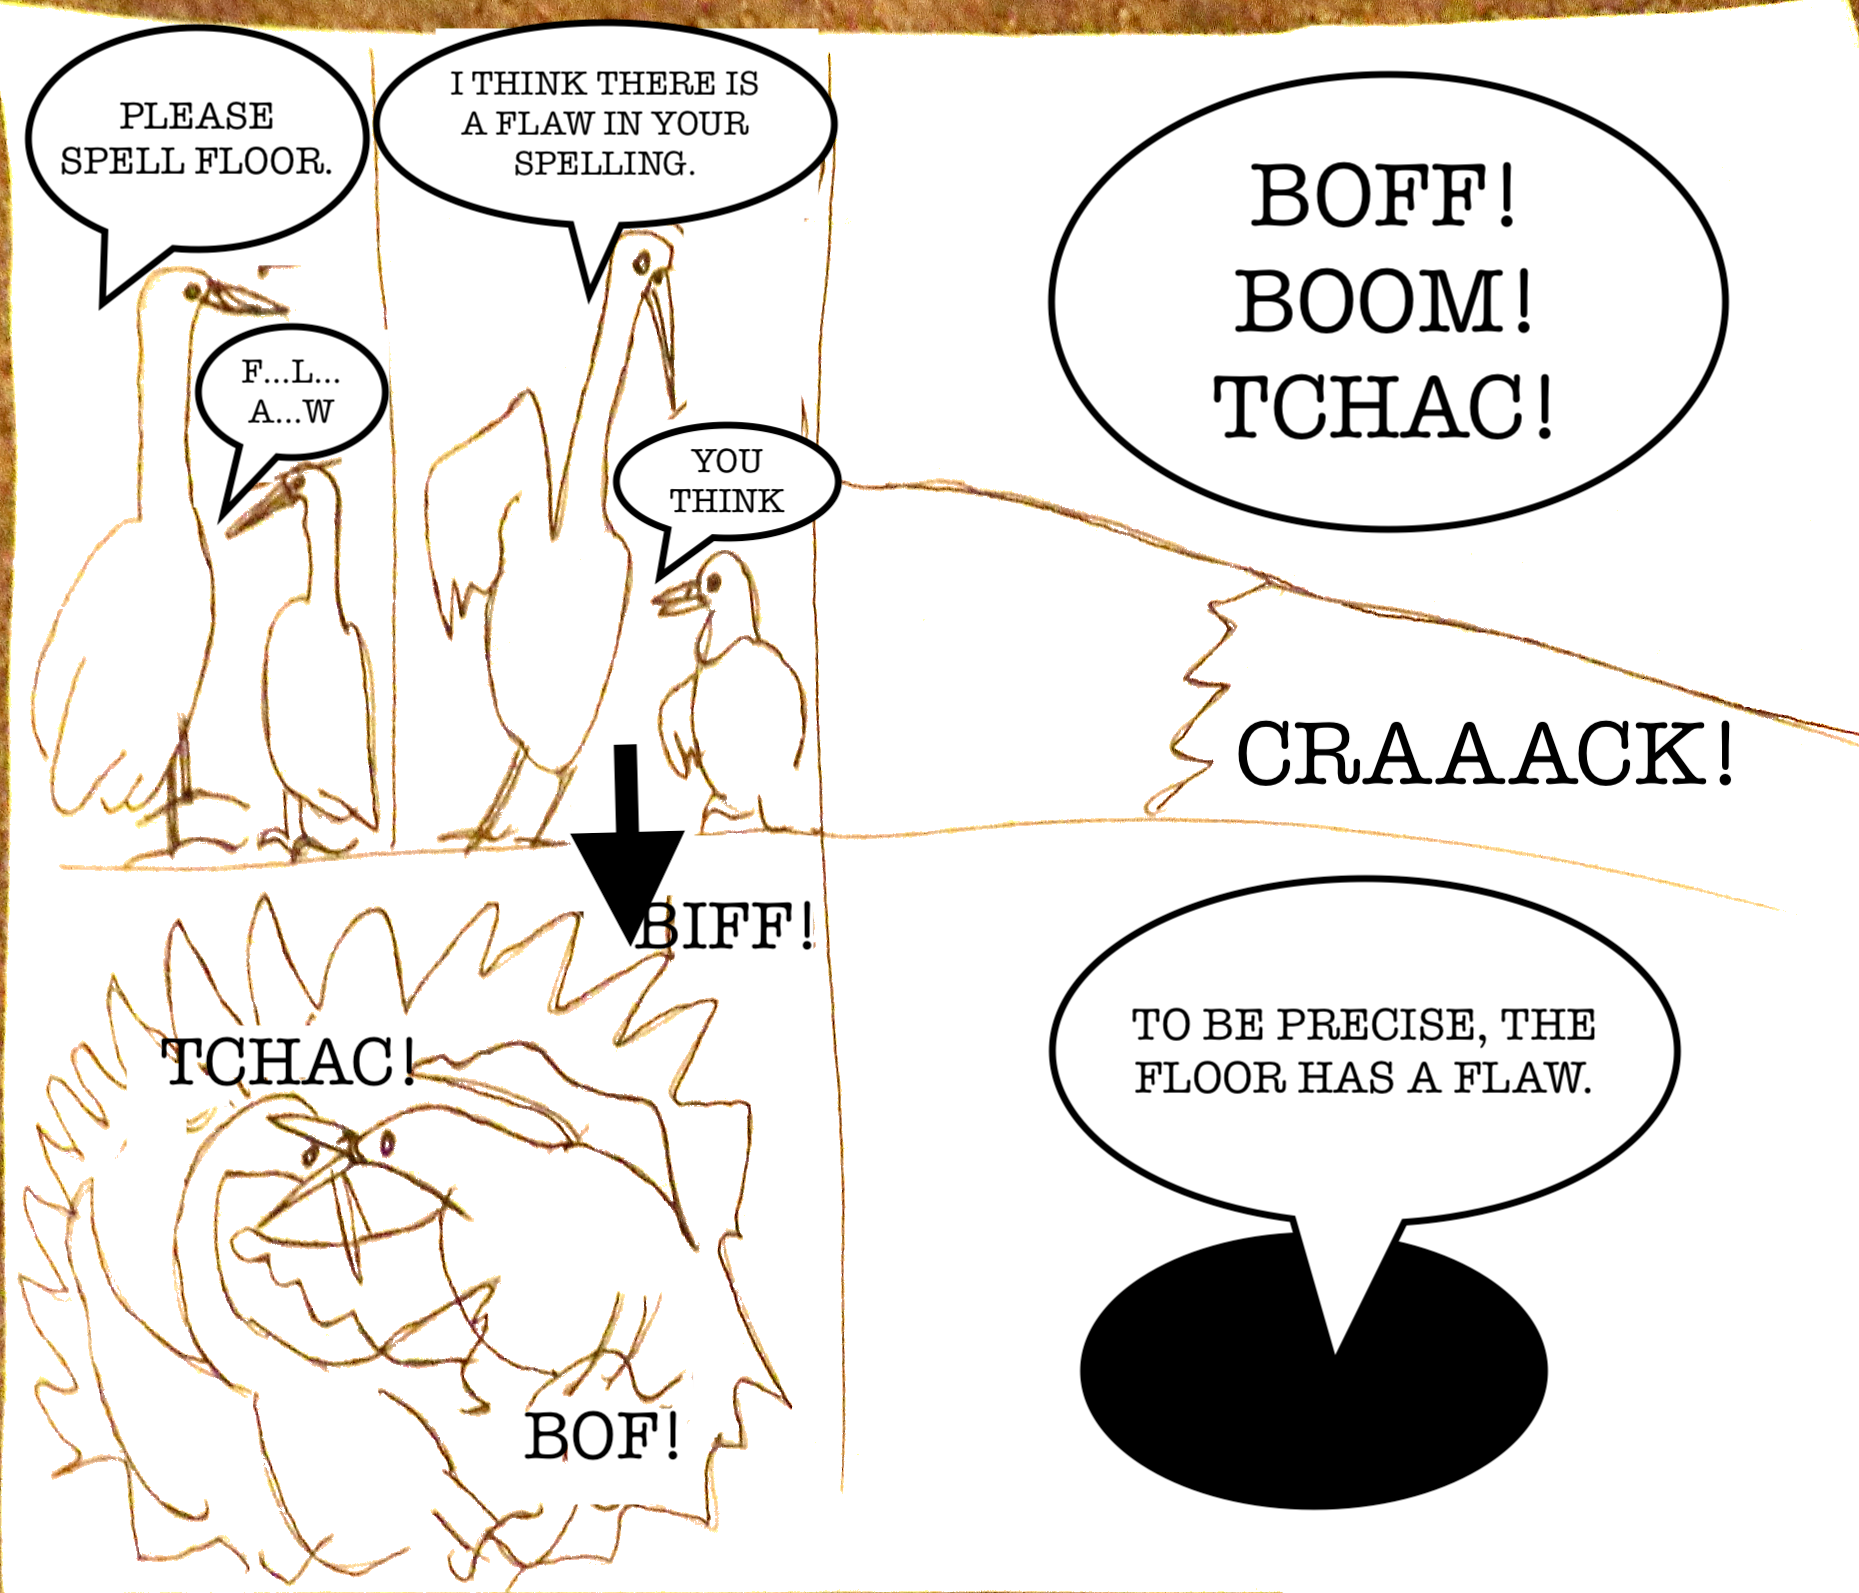 PLEASE
SPELL FLOOR.
F...L...
A...W
I THINK THERE IS
A FLAW IN YOUR
SPELLING.
YOU
THINK
BIFF!
TCHAC!
BOF!
BOFF!
BOOM!
TCHAC!
CRAAACK!
TO BE PRECISE, THE
FLOOR HAS A FLAW.